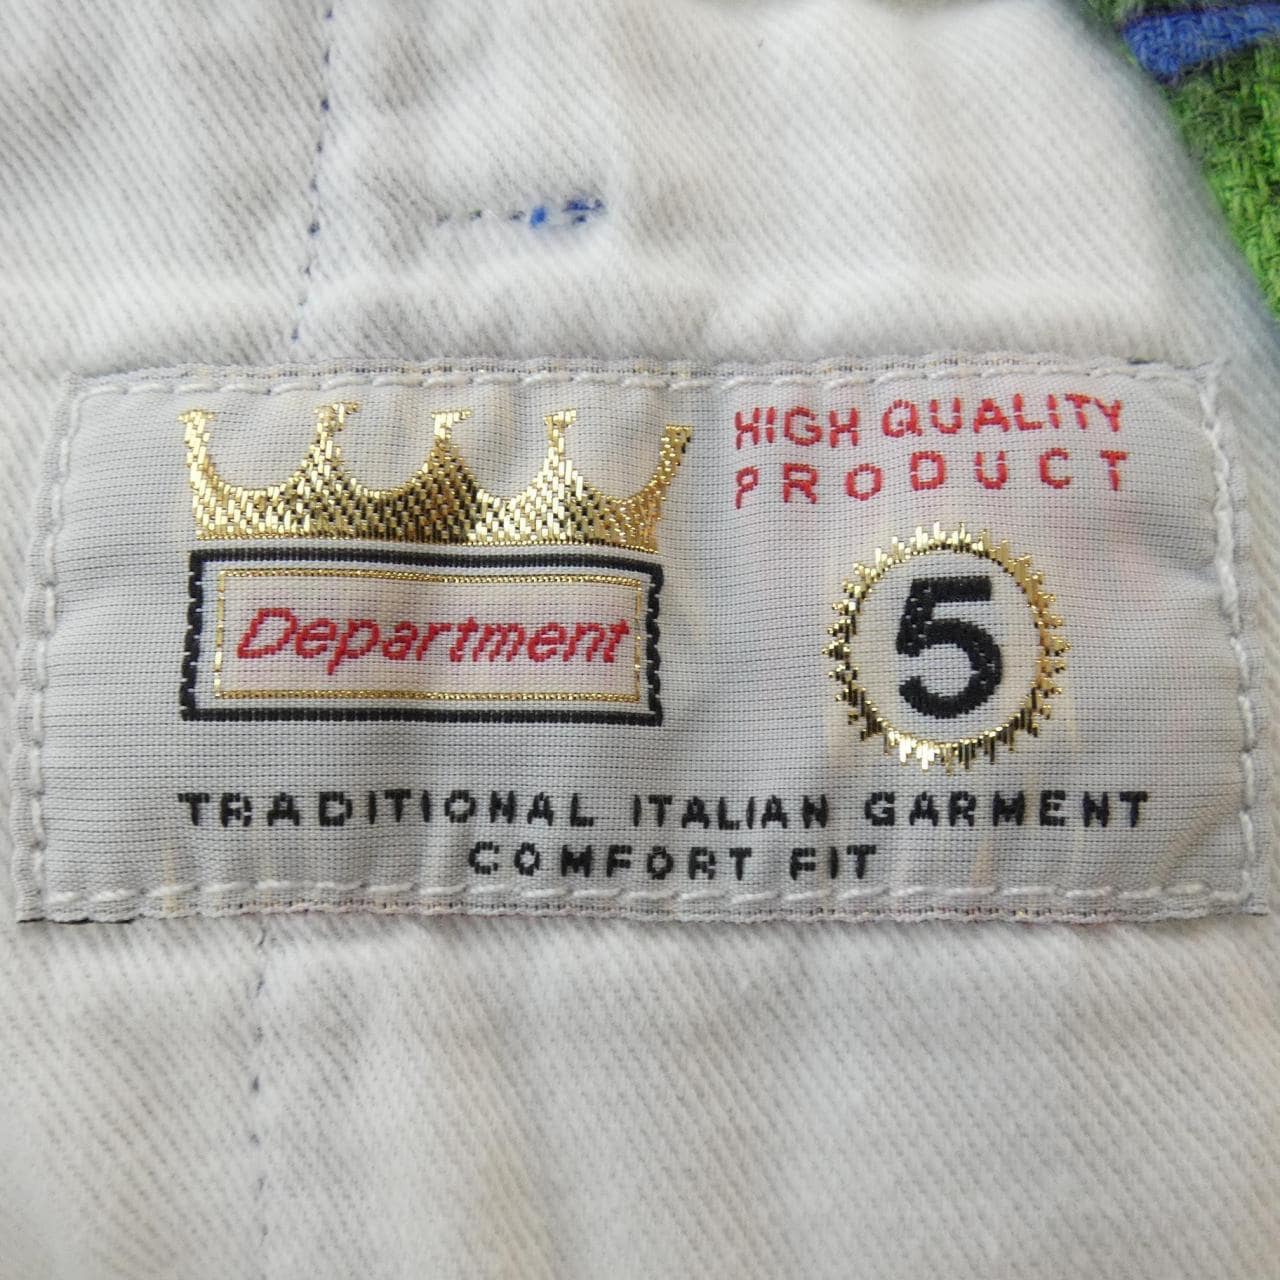 HIGH QUALITY
PRODUCT
Department
5
TRADITIONAL ITALIAN GARMENT
COMFORT FIT